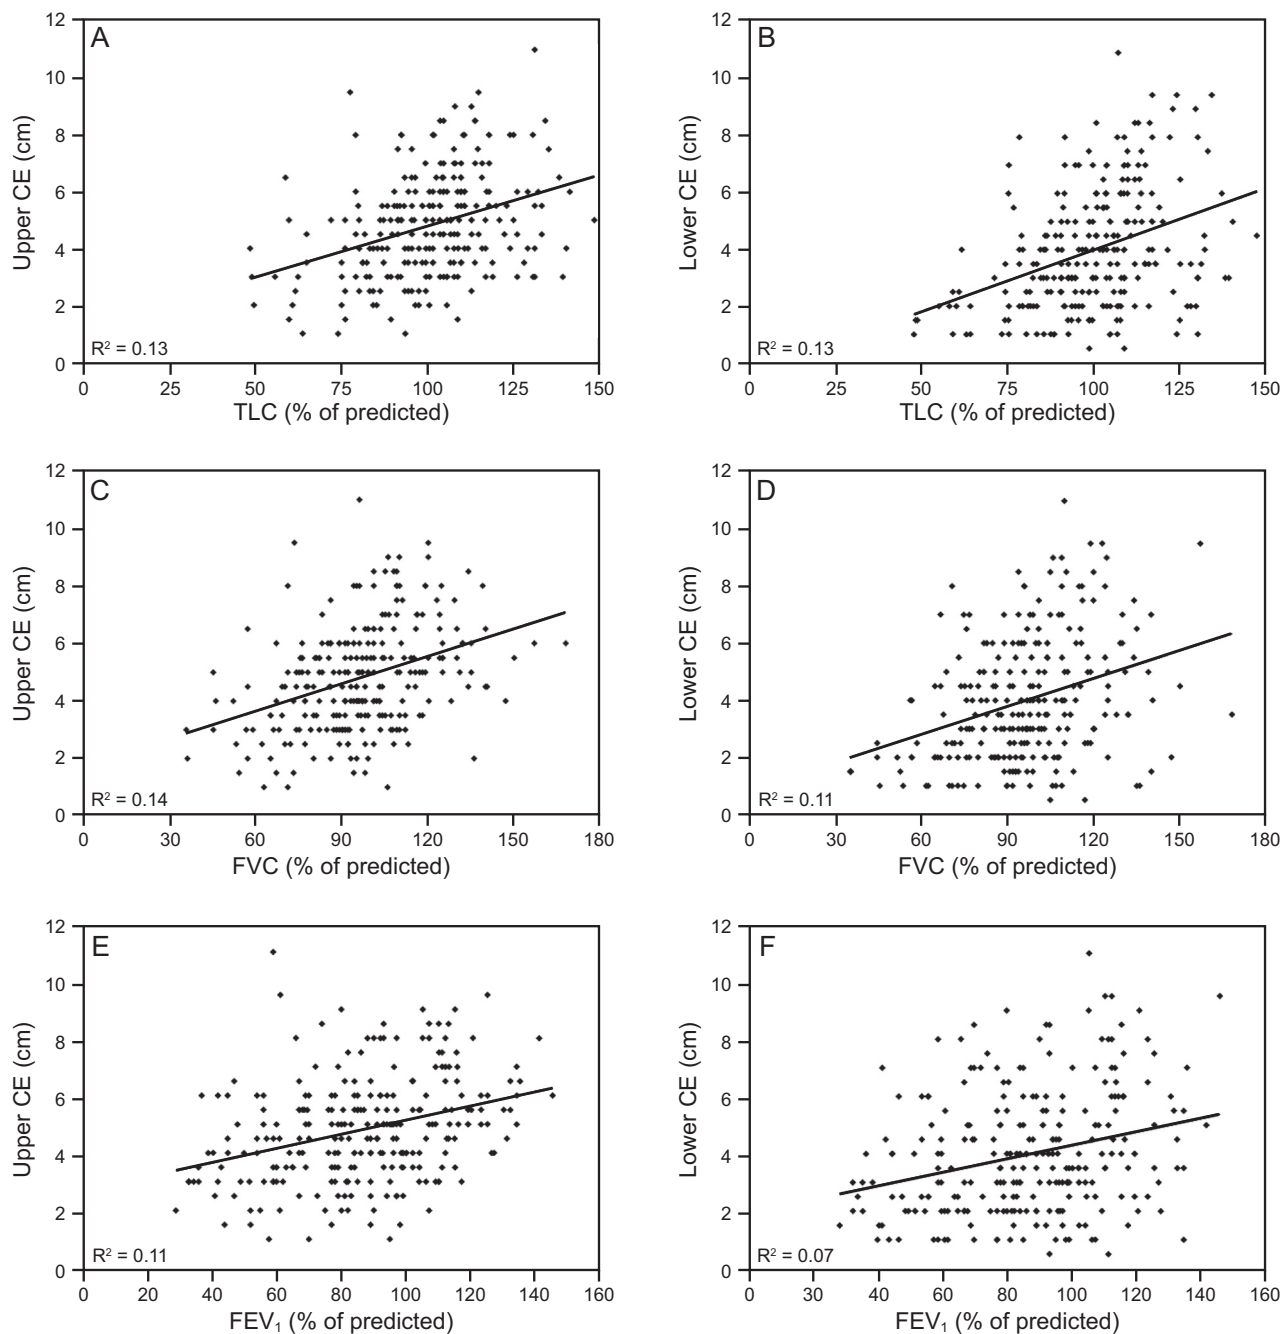 A
12
10
8
6
4
2
0
Upper CE (cm)
R² = 0.13
0 25 50 75 100 125 150
TLC (% of predicted)
B
12
10
8
6
4
2
0
Lower CE (cm)
R² = 0.13
0 25 50 75 100 125 150
TLC (% of predicted)
C
12
10
8
6
4
2
0
Upper CE (cm)
R² = 0.14
0 30 60 90 120 150 180
FVC (% of predicted)
D
12
10
8
6
4
2
0
Lower CE (cm)
R² = 0.11
0 30 60 90 120 150 180
FVC (% of predicted)
E
12
10
8
6
4
2
0
Upper CE (cm)
R² = 0.11
0 20 40 60 80 100 120 140 160
FEV₁ (% of predicted)
F
12
10
8
6
4
2
0
Lower CE (cm)
R² = 0.07
0 30 40 60 80 100 120 140 160
FEV₁ (% of predicted)